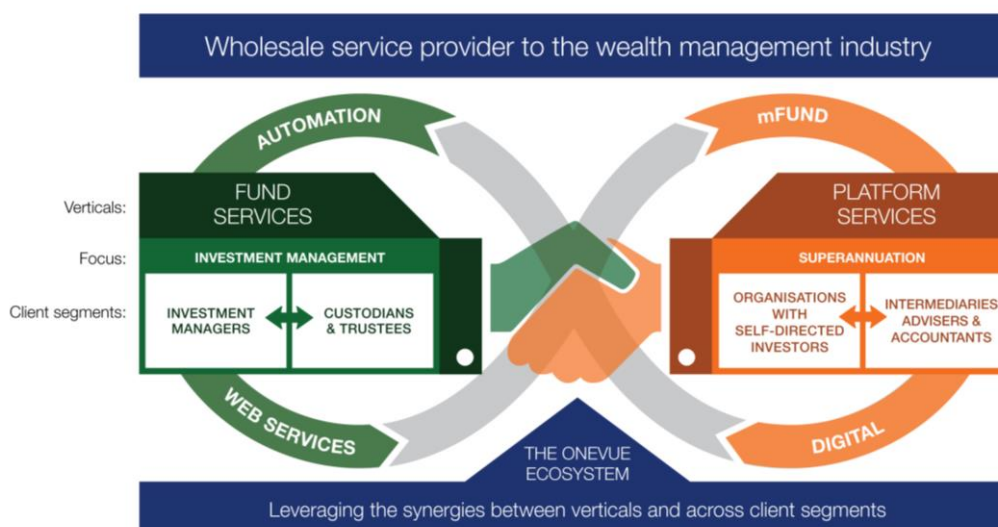 Wholesale service provider to the wealth management industry
AUTOMATION
mFUND
Verticals:
FUND
SERVICES
PLATFORM
SERVICES
Focus:
INVESTMENT MANAGEMENT
SUPERANNUATION
Client segments:
INVESTMENT
MANAGERS
CUSTODIANS
& TRUSTEES
ORGANISATIONS
WITH
SELF-DIRECTED
INVESTORS
INTERMEDIARIES
ADVISERS &
ACCOUNTANTS
WEB SERVICES
DIGITAL
THE ONEVUE
ECOSYSTEM
Leveraging the synergies between verticals and across client segments